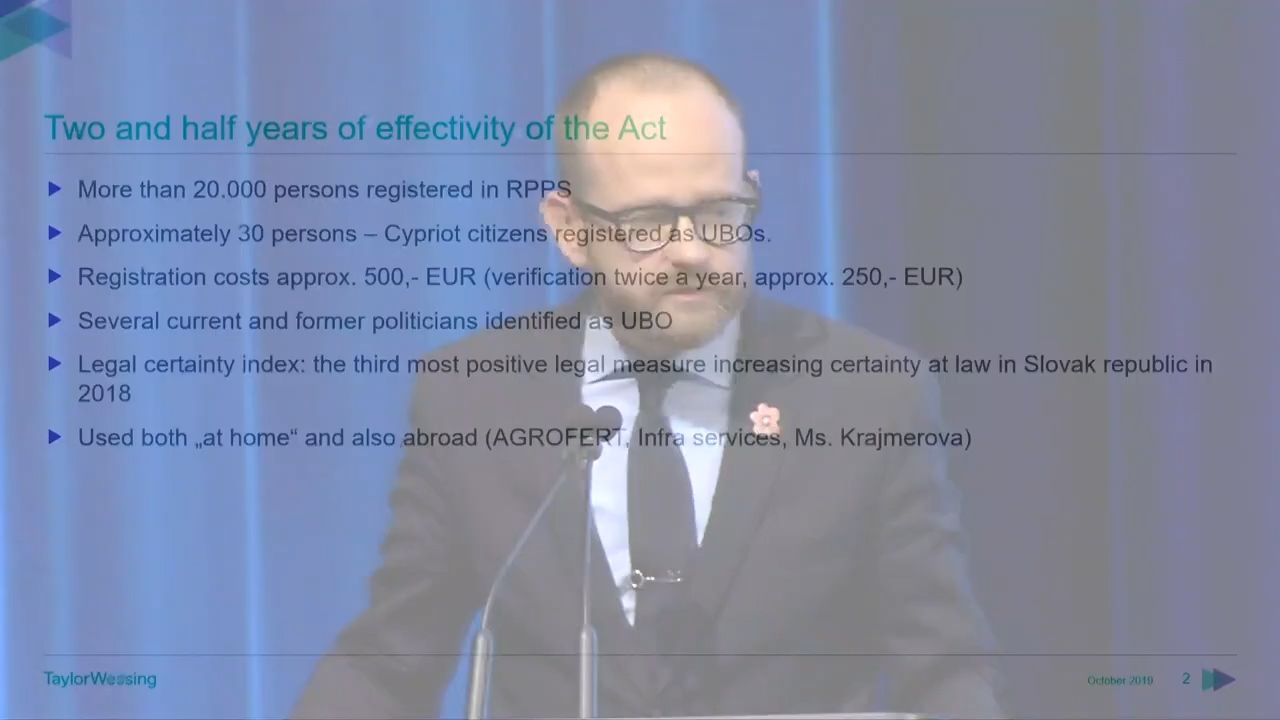 Two and half years of effectivity of the Act
More than 20.000 persons registered in RPPS
Approximately 30 persons – Cypriot citizens registered as UBOs.
Registration costs approx. 500,- EUR (verification twice a year, approx. 250,- EUR)
Several current and former politicians identified as UBO
Legal certainty index: the third most positive legal measure increasing certainty at law in Slovak republic in
2018
Used both „at home“ and also abroad (AGROFERT, Infra services, Ms. Krajmerova)
TaylorWessing
October 2019
2